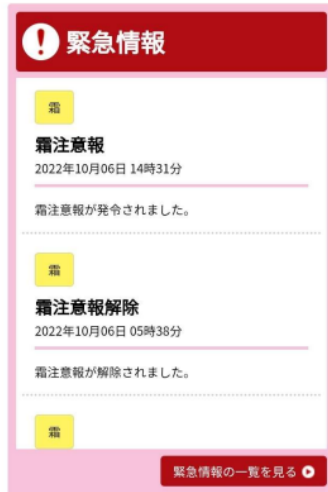 緊急情報
霜
霜注意報
2022年10月06日 14時31分
霜注意報が発令されました。
霜
霜注意報解除
2022年10月06日 05時38分
霜注意報が解除されました。
霜
緊急情報の一覧を見る